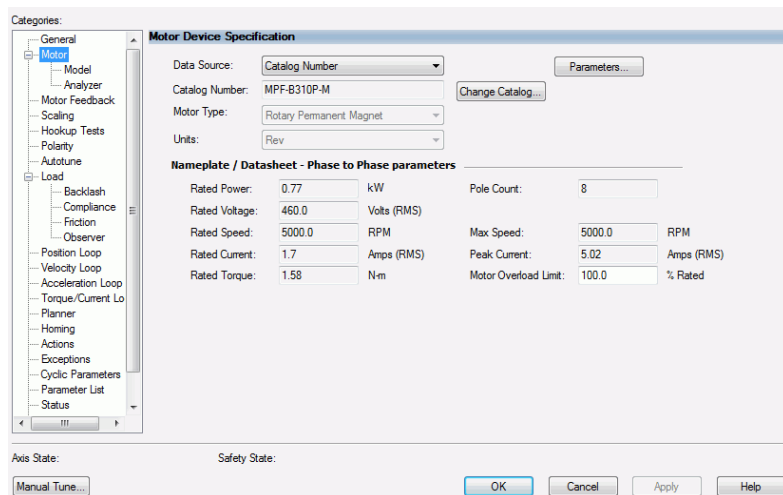 Categories:
General
Motor
Model
Analyzer
Motor Feedback
Scaling
Hookup Tests
Polarity
Autotune
Load
Backlash
Compliance
Friction
Observer
Position Loop
Velocity Loop
Acceleration Loop
Torque/Current Lo
Planner
Homing
Actions
Exceptions
Cyclic Parameters
Parameter List
Status
Motor Device Specification
Data Source: Catalog Number Parameters...
Catalog Number: MPF-B310P-M Change Catalog...
Motor Type: Rotary Permanent Magnet
Units: Rev
Nameplate / Datasheet - Phase to Phase parameters
Rated Power: 0.77 kW Pole Count: 8
Rated Voltage: 460.0 Volts (RMS)
Rated Speed: 5000.0 RPM Max Speed: 5000.0 RPM
Rated Current: 1.7 Amps (RMS) Peak Current: 5.02 Amps (RMS)
Rated Torque: 1.58 N-m Motor Overload Limit: 100.0 % Rated
Axis State: Safety State:
Manual Tune... OK Cancel Apply Help